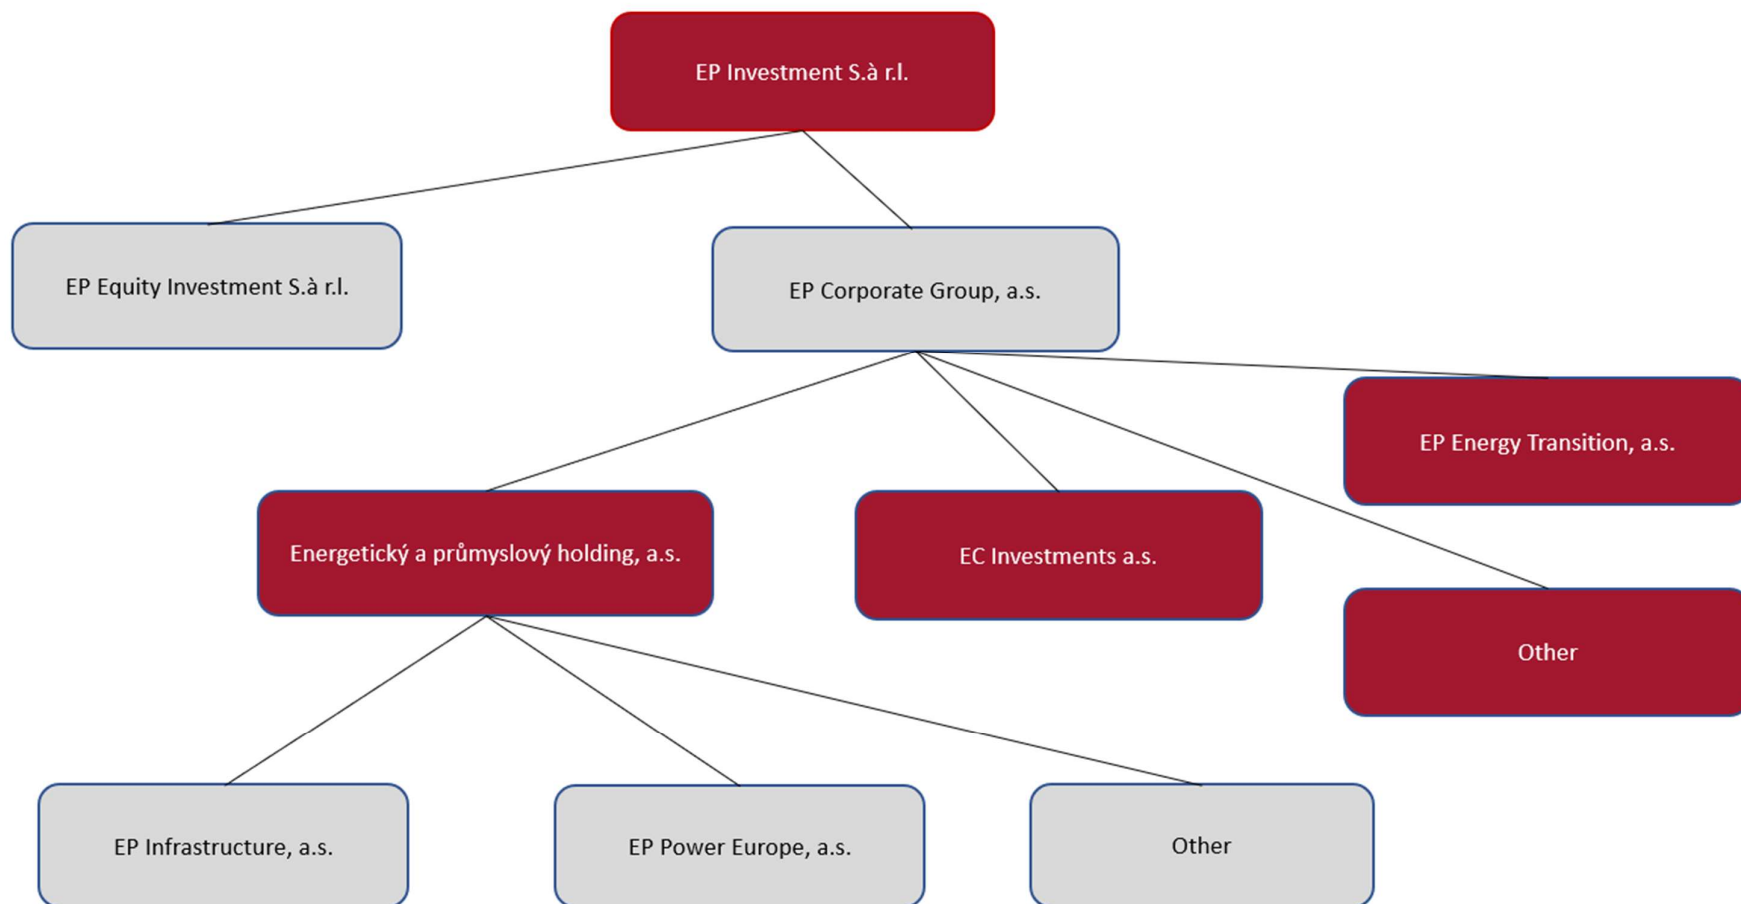 EP Investment S.à r.l.
EP Equity Investment S.à r.l.
EP Corporate Group, a.s.
EP Energy Transition, a.s.
Energetický a průmyslový holding, a.s.
EC Investments a.s.
Other
EP Infrastructure, a.s.
EP Power Europe, a.s.
Other